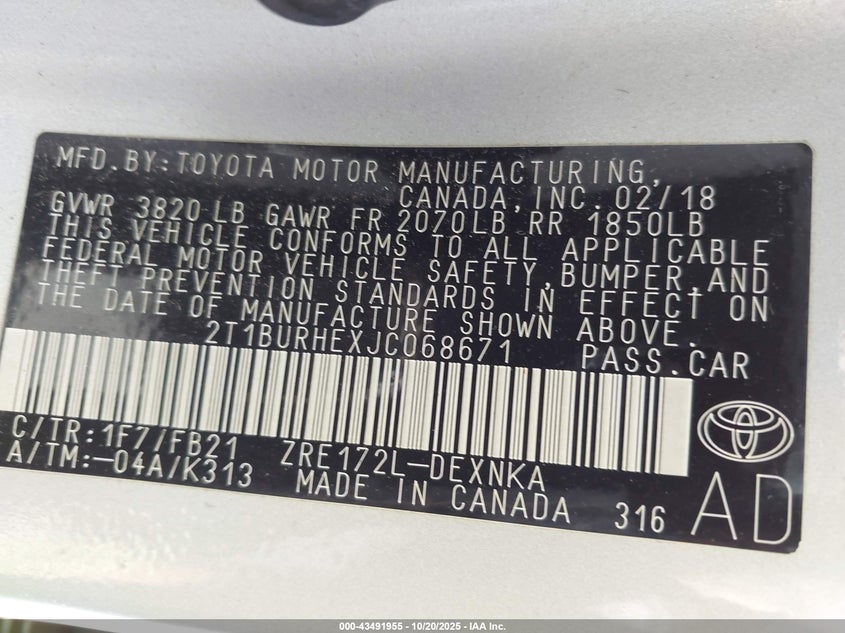 MFD.BY:TOYOTA MOTOR MANUFACTURING,
CANADA,INC. 02/18
GVWR 3820 LB GAWR FR 2070LB, RR 1850LB
THIS VEHICLE CONFORMS TO ALL APPLICABLE
FEDERAL MOTOR VEHICLE SAFETY,BUMPER,AND
THEFT PREVENTION STANDARDS IN EFFECT ON
THE DATE OF MANUFACTURE SHOWN ABOVE.
2T1BURHEXJC068671 PASS.CAR
C/TR:1F7/FB21 ZRE172L-DEXNKA
A/TM:-04A/K313 MADE IN CANADA 316 AD
000-43491955 - 10/20/2025 - IAA Inc.